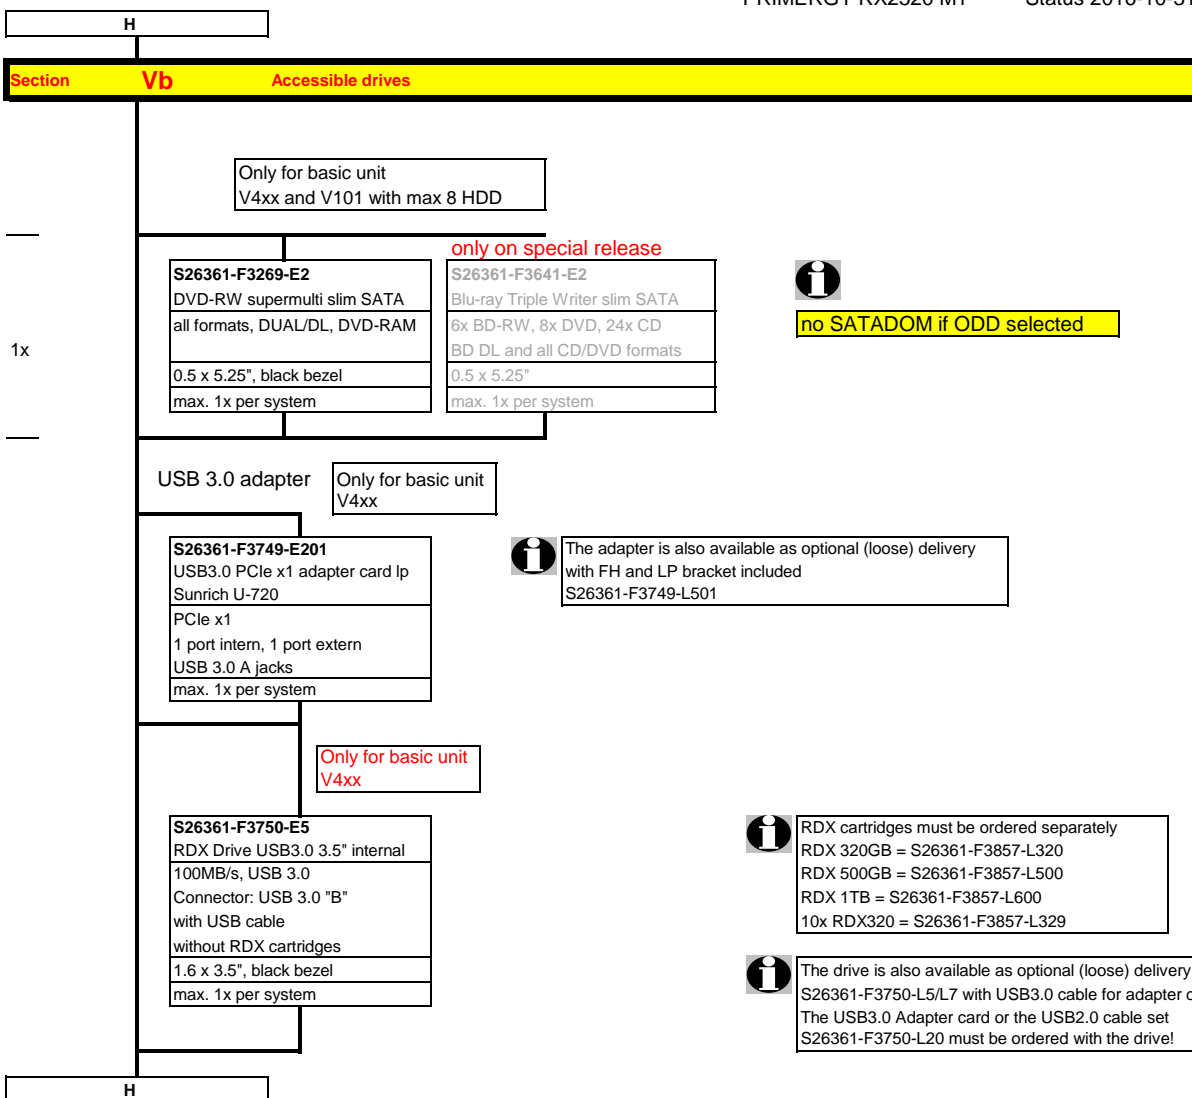 PRIMERGY RX2520 M1 Status 2016-10-31
H
Section Vb Accessible drives
Only for basic unit
V4xx and V101 with max 8 HDD
only on special release
S26361-F3269-E2
DVD-RW supermulti slim SATA
all formats, DUAL/DL, DVD-RAM
0.5 x 5.25", black bezel
max. 1x per system
S26361-F3641-E2
Blu-ray Triple Writer slim SATA
6x BD-RW, 8x DVD, 24x CD
BD DL and all CD/DVD formats
0.5 x 5.25"
max. 1x per system
no SATADOM if ODD selected
1x
USB 3.0 adapter
Only for basic unit
V4xx
S26361-F3749-E201
USB3.0 PCIe x1 adapter card lp
Sunrich U-720
PCIe x1
1 port intern, 1 port extern
USB 3.0 A jacks
max. 1x per system
The adapter is also available as optional (loose) delivery
with FH and LP bracket included
S26361-F3749-L501
Only for basic unit
V4xx
S26361-F3750-E5
RDX Drive USB3.0 3.5" internal
100MB/s, USB 3.0
Connector: USB 3.0 "B"
with USB cable
without RDX cartridges
1.6 x 3.5", black bezel
max. 1x per system
RDX cartridges must be ordered separately
RDX 320GB = S26361-F3857-L320
RDX 500GB = S26361-F3857-L500
RDX 1TB = S26361-F3857-L600
10x RDX320 = S26361-F3857-L329
The drive is also available as optional (loose) delivery
S26361-F3750-L5/L7 with USB3.0 cable for adapter
The USB3.0 Adapter card or the USB2.0 cable set
S26361-F3750-L20 must be ordered with the drive!
H